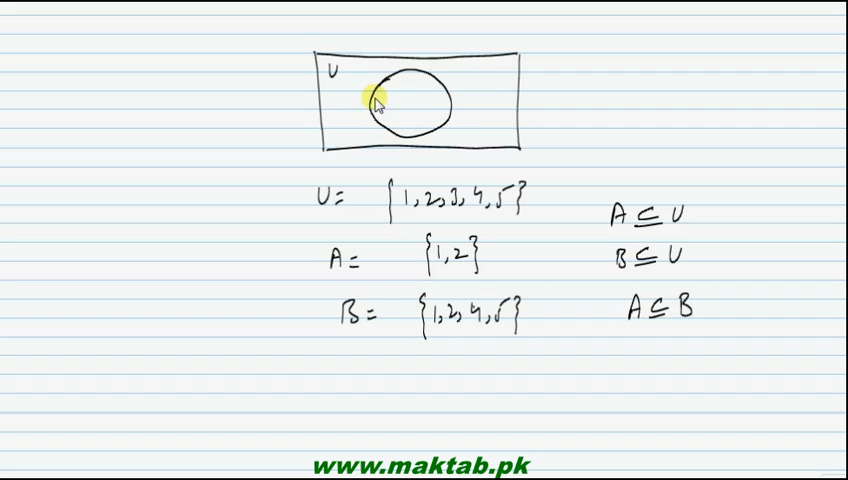 U
U= {1,2,3,4,5}
A ⊆ U
A= {1,2}
B ⊆ U
B= {1,2,4,5}
A ⊆ B
www.maktab.pk